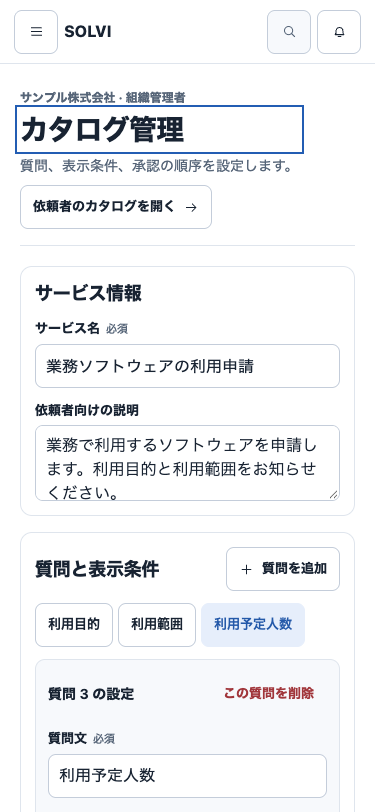 SOLVI
サンプル株式会社 · 組織管理者
カタログ管理
質問、表示条件、承認の順序を設定します。
依頼者のカタログを開く →
サービス情報
サービス名 必須
業務ソフトウェアの利用申請
依頼者向けの説明
業務で利用するソフトウェアを申請し
ます。利用目的と利用範囲をお知らせ
ください。
質問と表示条件
＋ 質問を追加
利用目的 利用範囲 利用予定人数
質問 3 の設定 この質問を削除
質問文 必須
利用予定人数